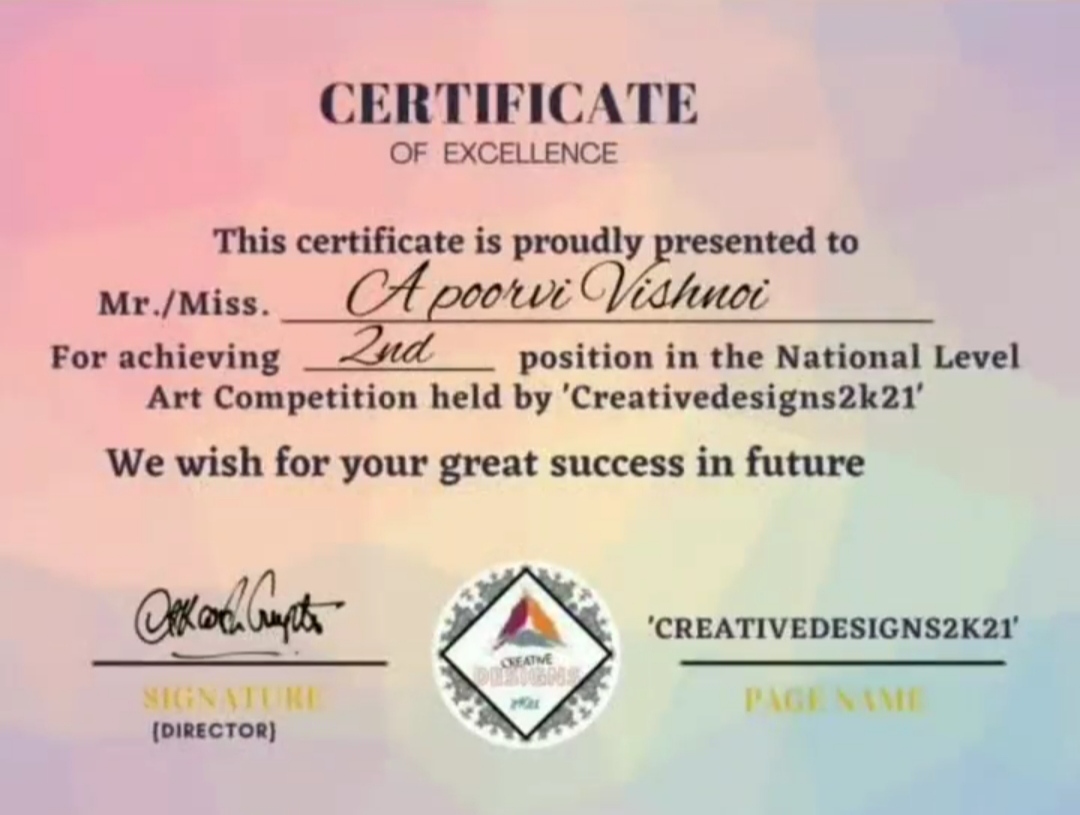 CERTIFICATE
OF EXCELLENCE
This certificate is proudly presented to
Mr./Miss. Apoorvi Vishnoi
For achieving 2nd position in the National Level
Art Competition held by 'Creativedesigns2k21'
We wish for your great success in future
'CREATIVEDESIGNS2K21'
CREATIVE
DESIGNS
2K21
SIGNATURE
PAGE NAME
{DIRECTOR}